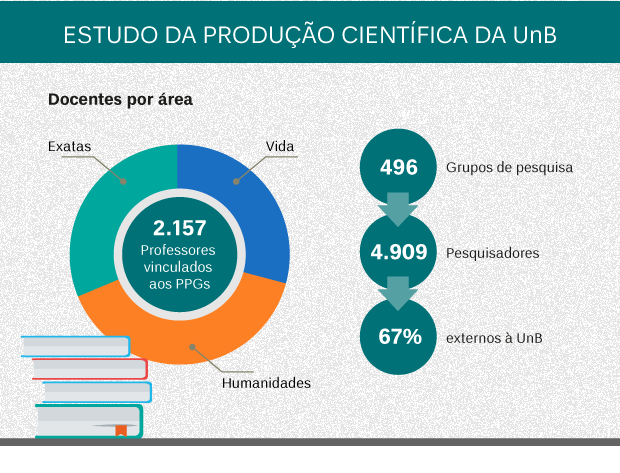 ESTUDO DA PRODUÇÃO CIENTÍFICA DA UnB
Docentes por área
Exatas
Vida
2.157
Professores
vinculados
aos PPGs
Humanidades
496
Grupos de pesquisa
4.909
Pesquisadores
67%
externos à UnB